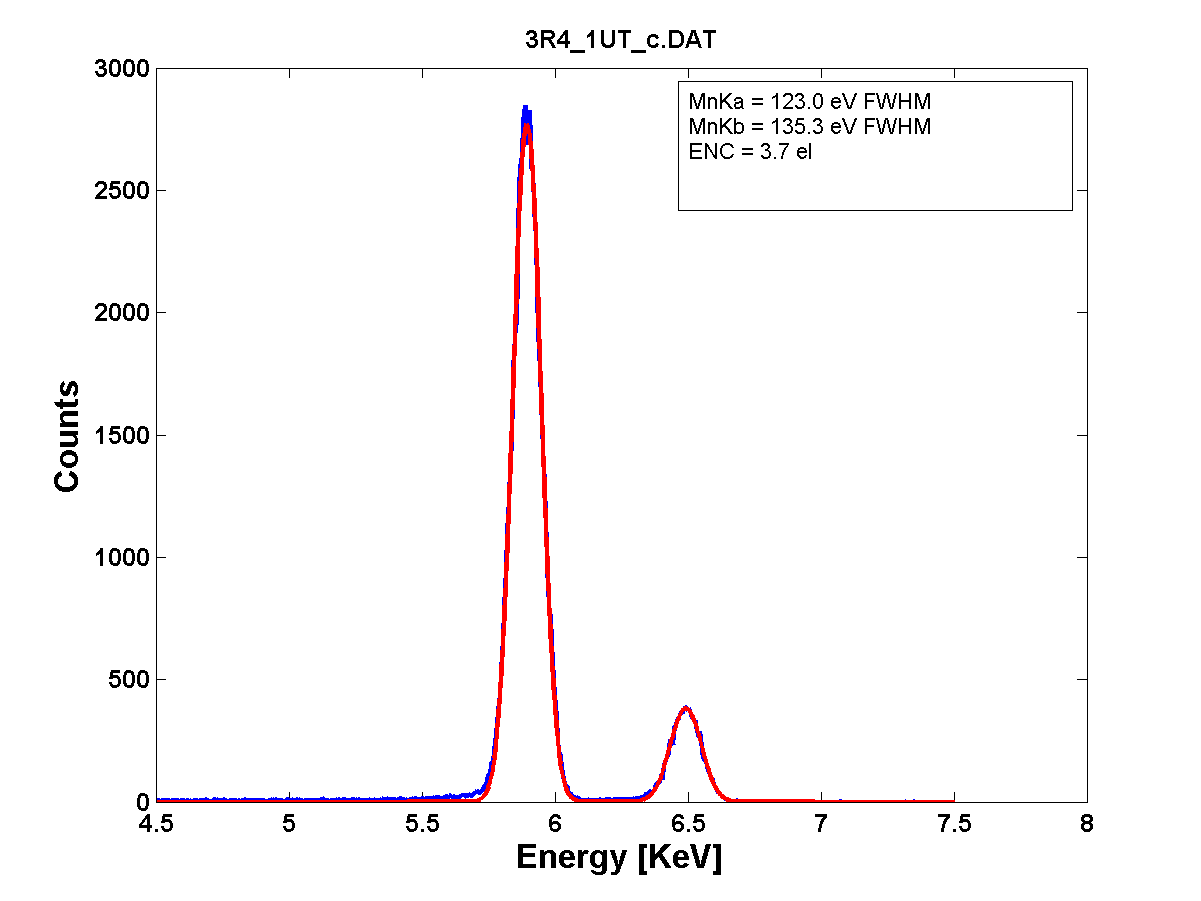 3R4_1UT_c.DAT
3000
2500
2000
1500
1000
500
0
Counts
MnKa = 123.0 eV FWHM
MnKb = 135.3 eV FWHM
ENC = 3.7 el
4.5 5 5.5 6 6.5 7 7.5 8
Energy [KeV]